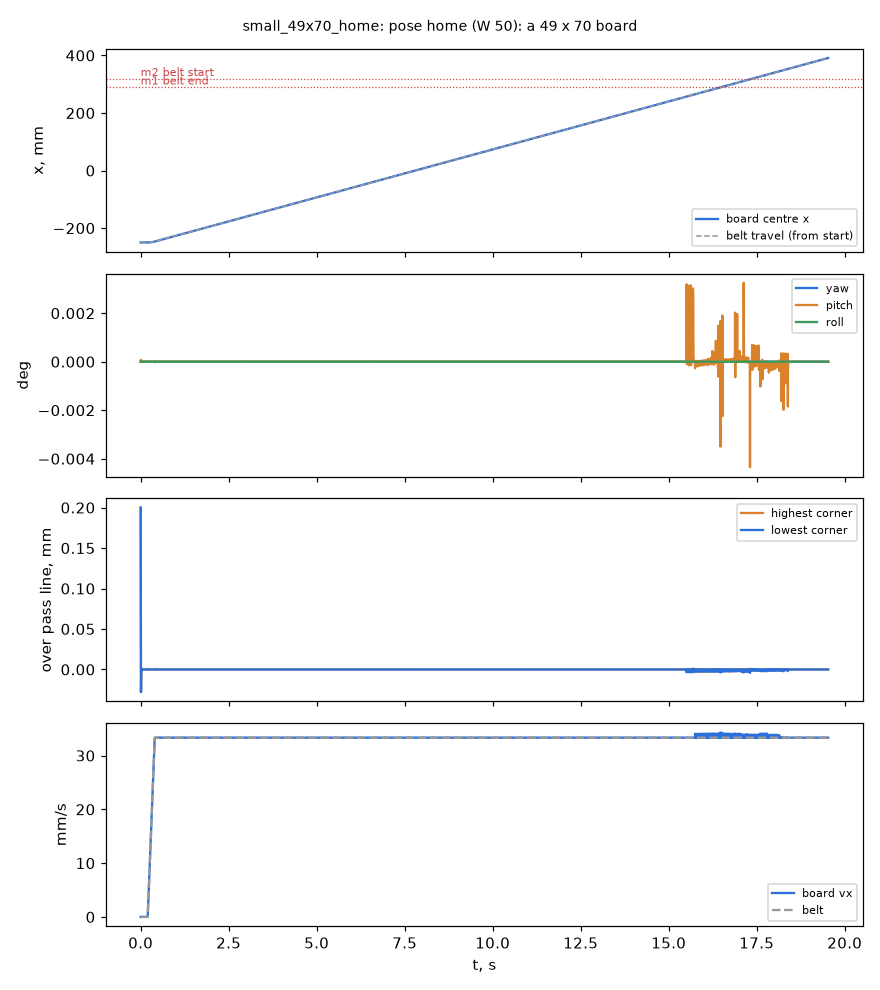 small_49x70_home: pose home (W 50): a 49 x 70 board
400
200
0
−200
x, mm
m2 belt start
m1 belt end
board centre x
belt travel (from start)
0.002
0.000
−0.002
−0.004
deg
yaw
pitch
roll
0.20
0.15
0.10
0.05
0.00
over pass line, mm
highest corner
lowest corner
30
20
10
0
mm/s
board vx
belt
0.0 2.5 5.0 7.5 10.0 12.5 15.0 17.5 20.0
t, s